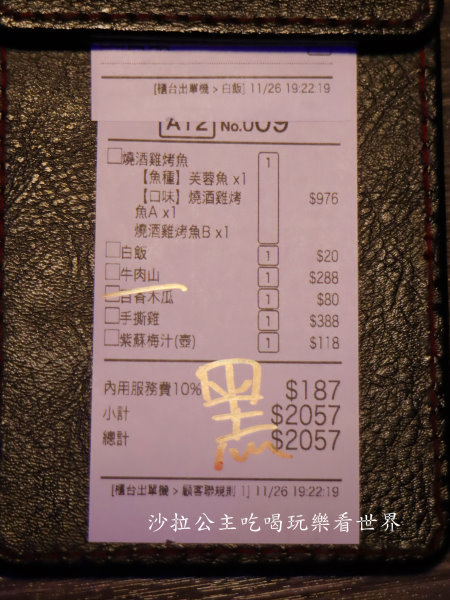 [櫃台出單機 > 白飯] 11/26 19:22:19
A12 No.009
燒酒雞烤魚 1
【魚種】芙蓉魚 x1
【口味】燒酒雞烤 $976
魚A x1
燒酒雞烤魚B x1
白飯 1 $20
牛肉山 1 $288
百香木瓜 1 $80
手撕雞 1 $388
紫蘇梅汁(壺) 1 $118
內用服務費10% $187
小計 $2057
總計 $2057
黑
[櫃台出單機 > 顧客聯規則 1] 11/26 19:22:19
沙拉公主吃喝玩樂看世界